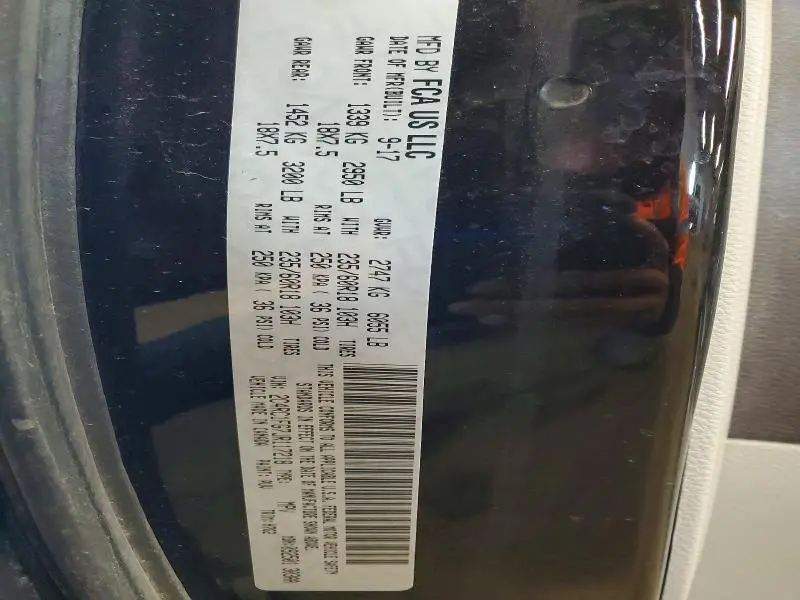 MFD BY FCA US LLC
DATE OF MFR(BUILT): 9-17 GVWR: 2747 KG 6055 LB
GAWR FRONT: 1339 KG 2950 LB WITH 235/60R18 103H TIRES
18X7.5 RIMS AT 250 KPA / 36 PSI) COLD
GAWR REAR: 1452 KG 3200 LB WITH 235/60R18 103H TIRES
18X7.5 RIMS AT 250 KPA / 36 PSI) COLD
THIS VEHICLE CONFORMS TO ALL APPLICABLE U.S.A. FEDERAL MOTOR VEHICLE SAFETY
STANDARDS IN EFFECT ON THE DATE OF MANUFACTURE SHOWN ABOVE.
VIN: TYPE: MPV
VEHICLE MADE IN CANADA PAINT: